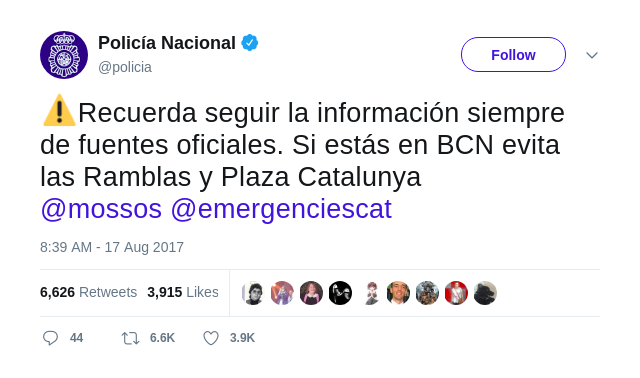 Policía Nacional
@policia
Follow
⚠️Recuerda seguir la información siempre
de fuentes oficiales. Si estás en BCN evita
las Ramblas y Plaza Catalunya
@mossos @emergenciescat
8:39 AM - 17 Aug 2017
6,626 Retweets 3,915 Likes
44 6.6K 3.9K